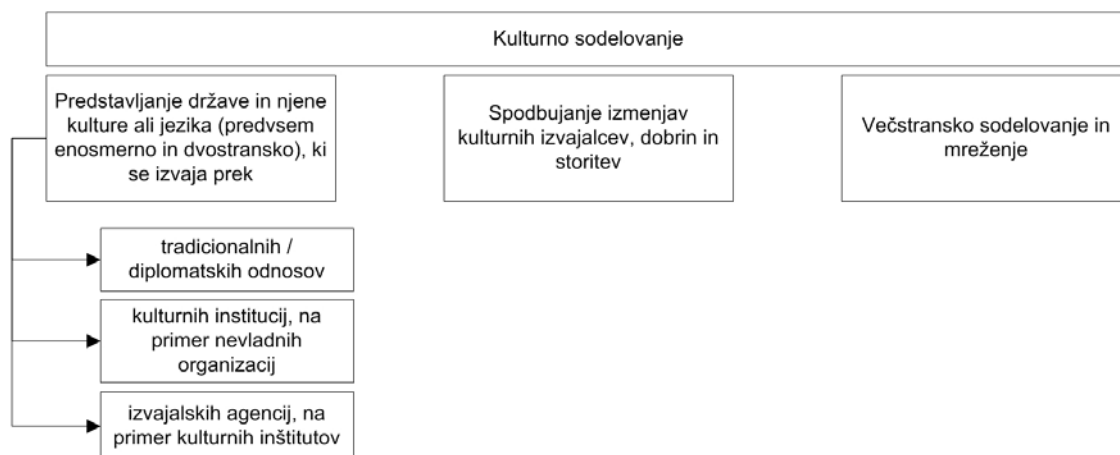 Kulturno sodelovanje
Predstavljanje države in njene
kulture ali jezika (predvsem
enosmerno in dvostransko), ki
se izvaja prek
Spodbujanje izmenjav
kulturnih izvajalcev, dobrin in
storitev
Večstransko sodelovanje in
mreženje
tradicionalnih /
diplomatskih odnosov
kulturnih institucij, na
primer nevladnih
organizacij
izvajalskih agencij, na
primer kulturnih inštitutov